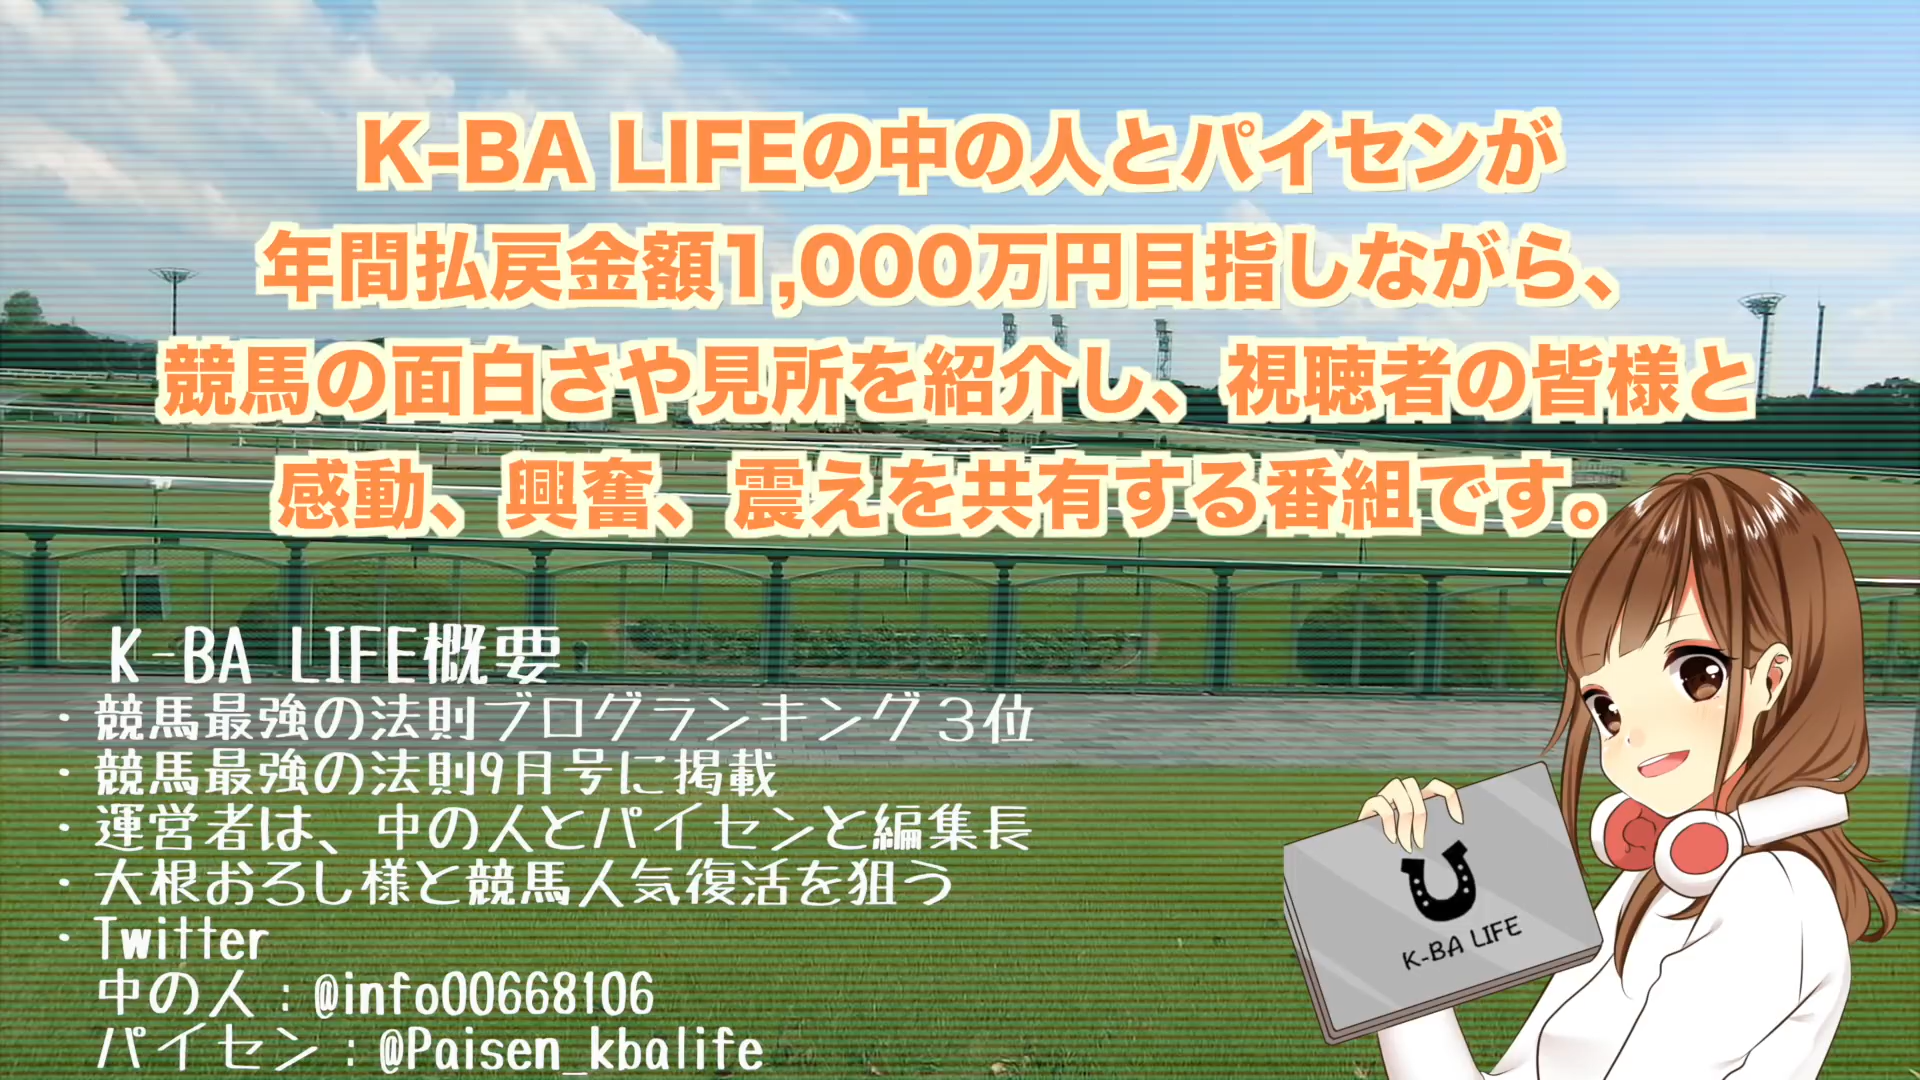 K-BA LIFEの中の人とパイセンが
年間払戻金額1,000万円目指しながら、
競馬の面白さや見所を紹介し、視聴者の皆様と
感動、興奮、震えを共有する番組です。
K-BA LIFE概要
・競馬最強の法則ブログランキング３位
・競馬最強の法則9月号に掲載
・運営者は、中の人とパイセンと編集長
・大根おろし様と競馬人気復活を狙う
・Twitter
中の人：@info00668106
パイセン：@Paisen_kbalife
K-BA LIFE